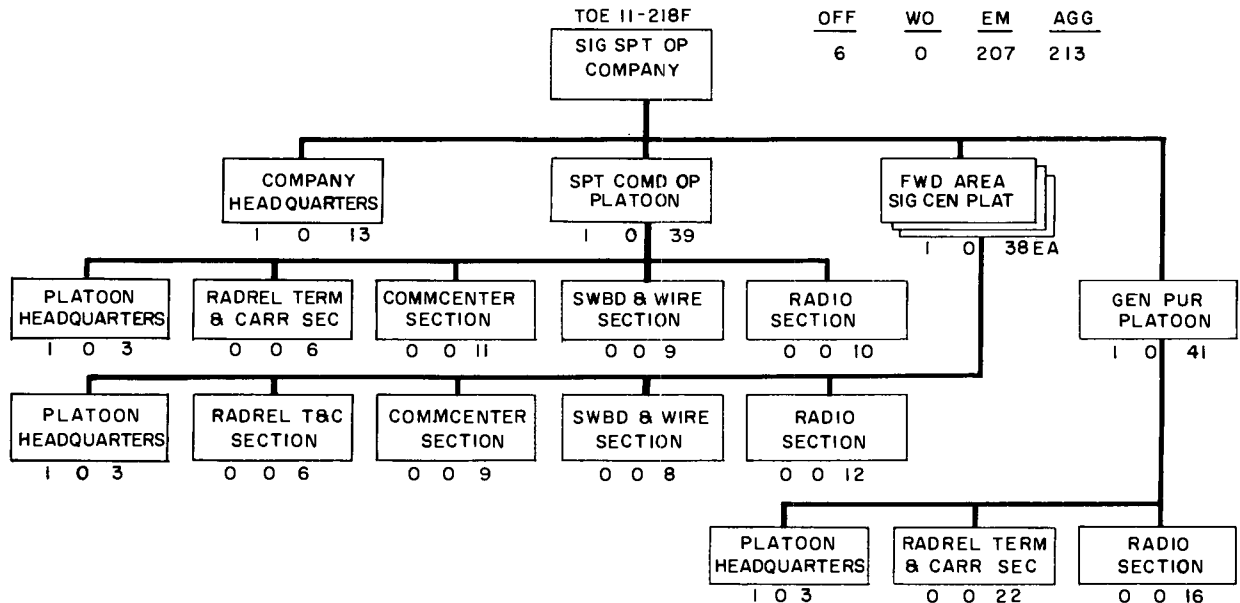 TOE 11-218F
SIG SPT OP
COMPANY
OFF WO EM AGG
6 0 207 213
COMPANY
HEADQUARTERS
1 0 13
SPT COMD OP
PLATOON
1 0 39
FWD AREA
SIG CEN PLAT
1 0 38 EA
PLATOON
HEADQUARTERS
1 0 3
RADREL TERM
& CARR SEC
0 0 6
COMMCENTER
SECTION
0 0 11
SWBD & WIRE
SECTION
0 0 9
RADIO
SECTION
0 0 10
GEN PUR
PLATOON
1 0 41
PLATOON
HEADQUARTERS
1 0 3
RADREL T&C
SECTION
0 0 6
COMMCENTER
SECTION
0 0 9
SWBD & WIRE
SECTION
0 0 8
RADIO
SECTION
0 0 12
PLATOON
HEADQUARTERS
1 0 3
RADREL TERM
& CARR SEC
0 0 22
RADIO
SECTION
0 0 16